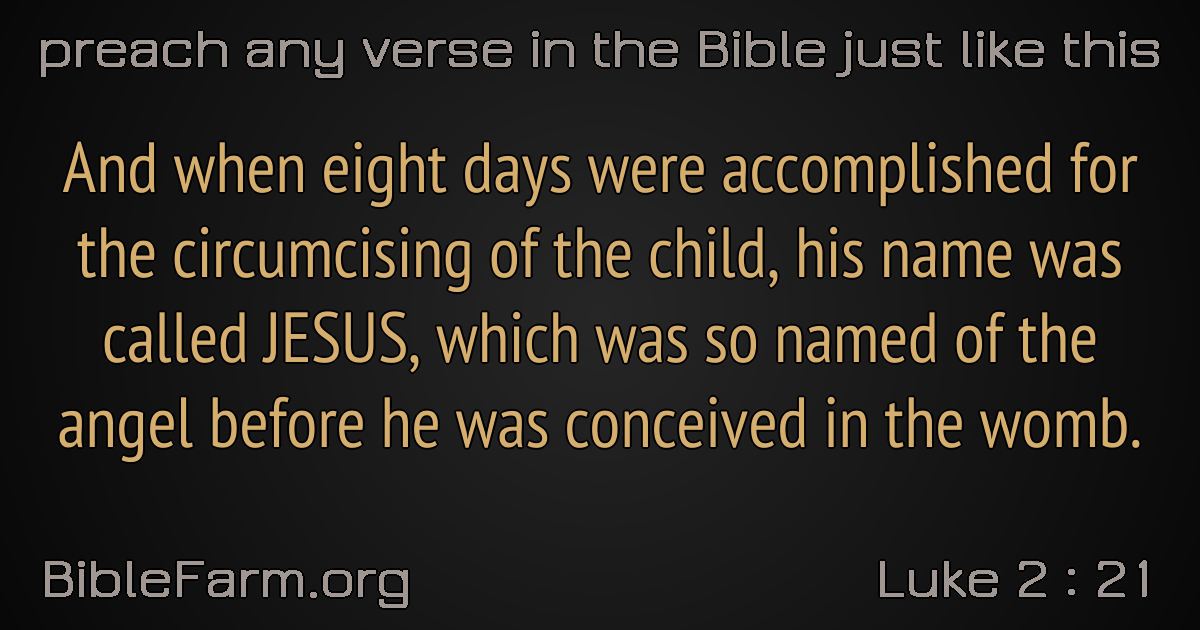 preach any verse in the Bible just like this
And when eight days were accomplished for
the circumcising of the child, his name was
called JESUS, which was so named of the
angel before he was conceived in the womb.
BibleFarm.org
Luke 2 : 21